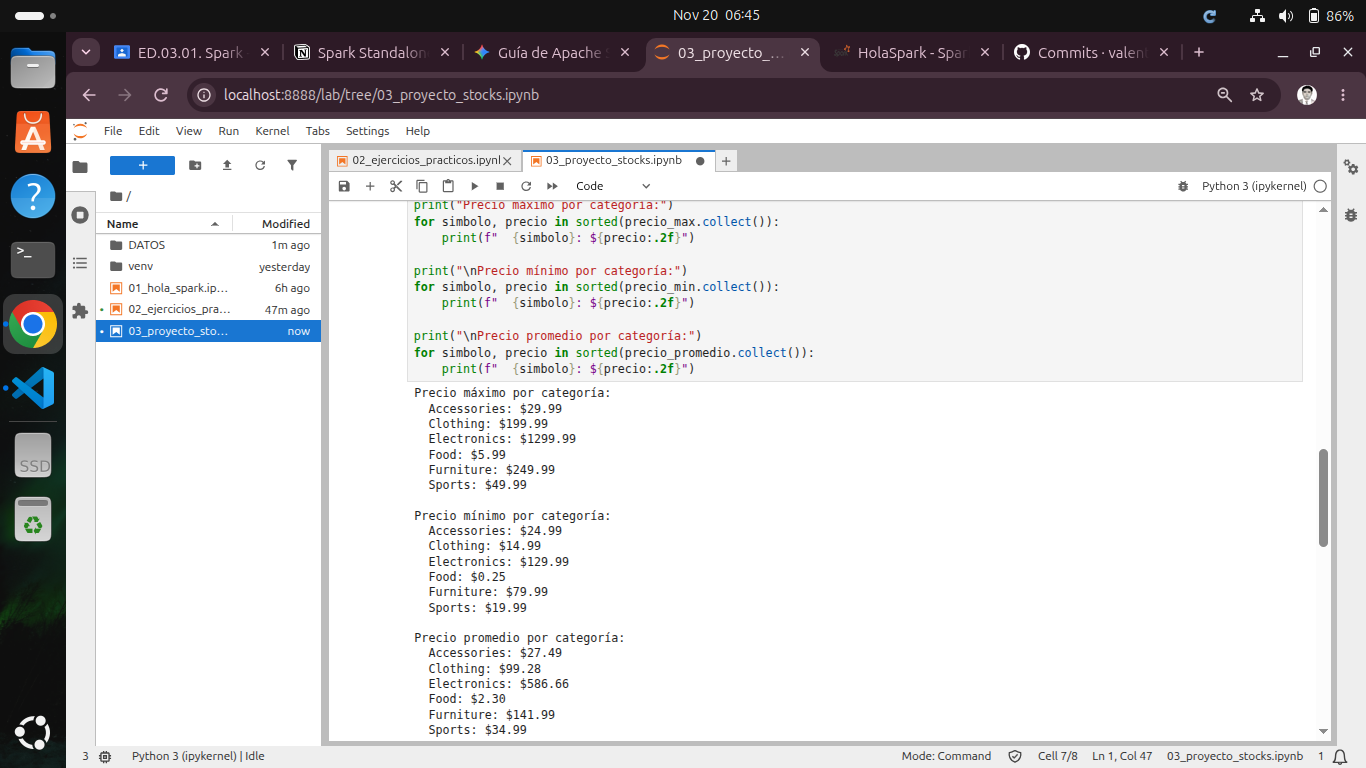 Nov 20 06:45
86%
ED.03.01. Spark
Spark Standalon
Guía de Apache S
03_proyecto_...
HolaSpark - Spar
Commits · valen
localhost:8888/lab/tree/03_proyecto_stocks.ipynb
File Edit View Run Kernel Tabs Settings Help
+
/
Name Modified
DATOS 1m ago
venv yesterday
01_hola_spark.ip... 6h ago
02_ejercicios_pra... 47m ago
03_proyecto_sto... now
02_ejercicios_practicos.ipynl
03_proyecto_stocks.ipynb
Code
Python 3 (ipykernel)
print("Precio máximo por categoría:")
for simbolo, precio in sorted(precio_max.collect()):
    print(f"  {simbolo}: ${precio:.2f}")
print("\nPrecio mínimo por categoría:")
for simbolo, precio in sorted(precio_min.collect()):
    print(f"  {simbolo}: ${precio:.2f}")
print("\nPrecio promedio por categoría:")
for simbolo, precio in sorted(precio_promedio.collect()):
    print(f"  {simbolo}: ${precio:.2f}")
Precio máximo por categoría:
  Accessories: $29.99
  Clothing: $199.99
  Electronics: $1299.99
  Food: $5.99
  Furniture: $249.99
  Sports: $49.99
Precio mínimo por categoría:
  Accessories: $24.99
  Clothing: $14.99
  Electronics: $129.99
  Food: $0.25
  Furniture: $79.99
  Sports: $19.99
Precio promedio por categoría:
  Accessories: $27.49
  Clothing: $99.28
  Electronics: $586.66
  Food: $2.30
  Furniture: $141.99
  Sports: $34.99
SSD
3 Python 3 (ipykernel) | Idle
Mode: Command Cell 7/8 Ln 1, Col 47 03_proyecto_stocks.ipynb 1